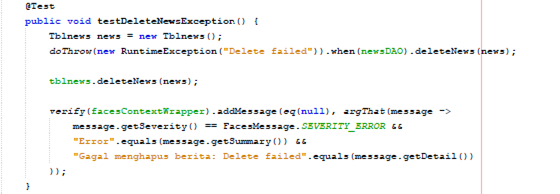 @Test
public void testDeleteNewsException() {
Tblnews news = new Tblnews();
doThrow(new RuntimeException("Delete failed")).when(newsDAO).deleteNews(news);
tblnews.deleteNews(news);
verify(facesContextWrapper).addMessage(eq(null), argThat(message ->
message.getSeverity() == FacesMessage.SEVERITY_ERROR &&
"Error".equals(message.getSummary()) &&
"Gagal menghapus berita: Delete failed".equals(message.getDetail())
));
}